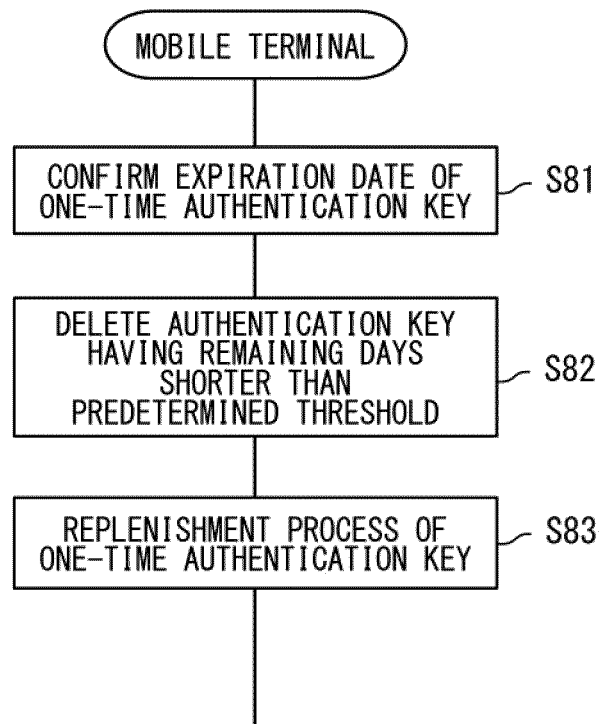 MOBILE TERMINAL
CONFIRM EXPIRATION DATE OF
ONE-TIME AUTHENTICATION KEY
S81
DELETE AUTHENTICATION KEY
HAVING REMAINING DAYS
SHORTER THAN
PREDETERMINED THRESHOLD
S82
REPLENISHMENT PROCESS OF
ONE-TIME AUTHENTICATION KEY
S83